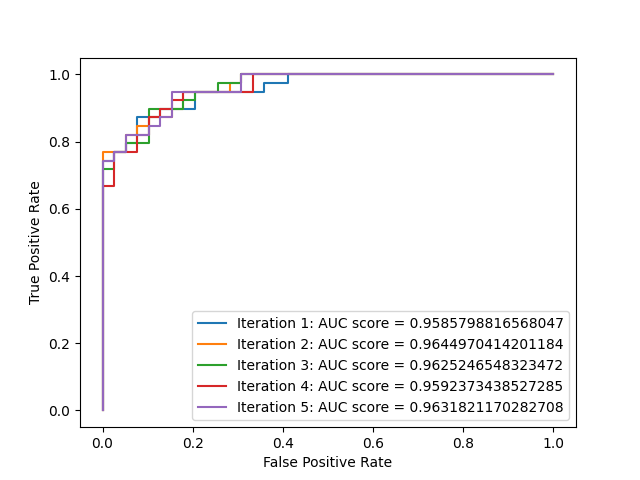 1.0
0.8
0.6
0.4
0.2
0.0
True Positive Rate
Iteration 1: AUC score = 0.9585798816568047
Iteration 2: AUC score = 0.9644970414201184
Iteration 3: AUC score = 0.9625246548323472
Iteration 4: AUC score = 0.9592373438527285
Iteration 5: AUC score = 0.9631821170282708
0.0 0.2 0.4 0.6 0.8 1.0
False Positive Rate